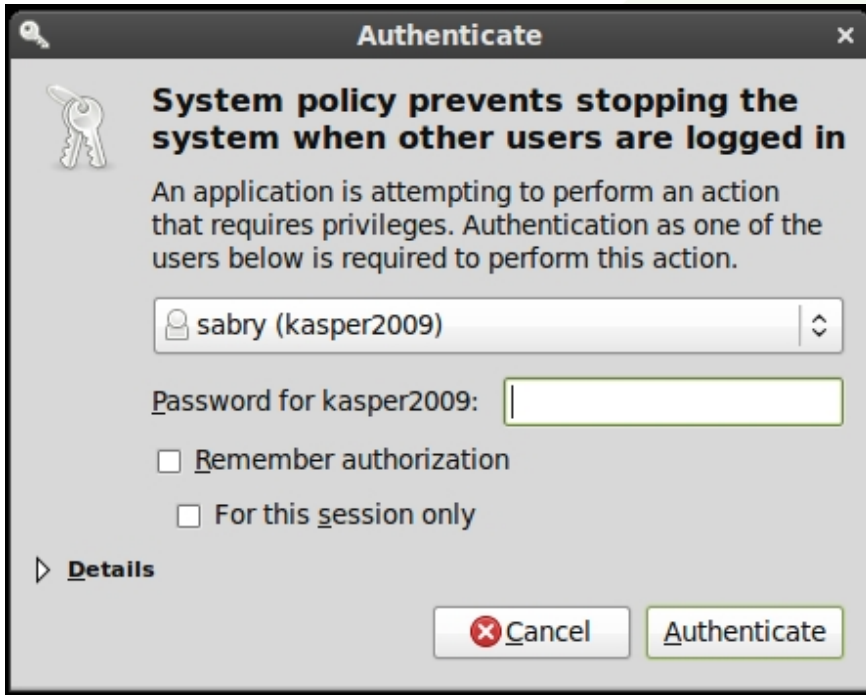 Authenticate
System policy prevents stopping the
system when other users are logged in
An application is attempting to perform an action
that requires privileges. Authentication as one of the
users below is required to perform this action.
sabry (kasper2009)
Password for kasper2009:
Remember authorization
For this session only
Details
Cancel Authenticate